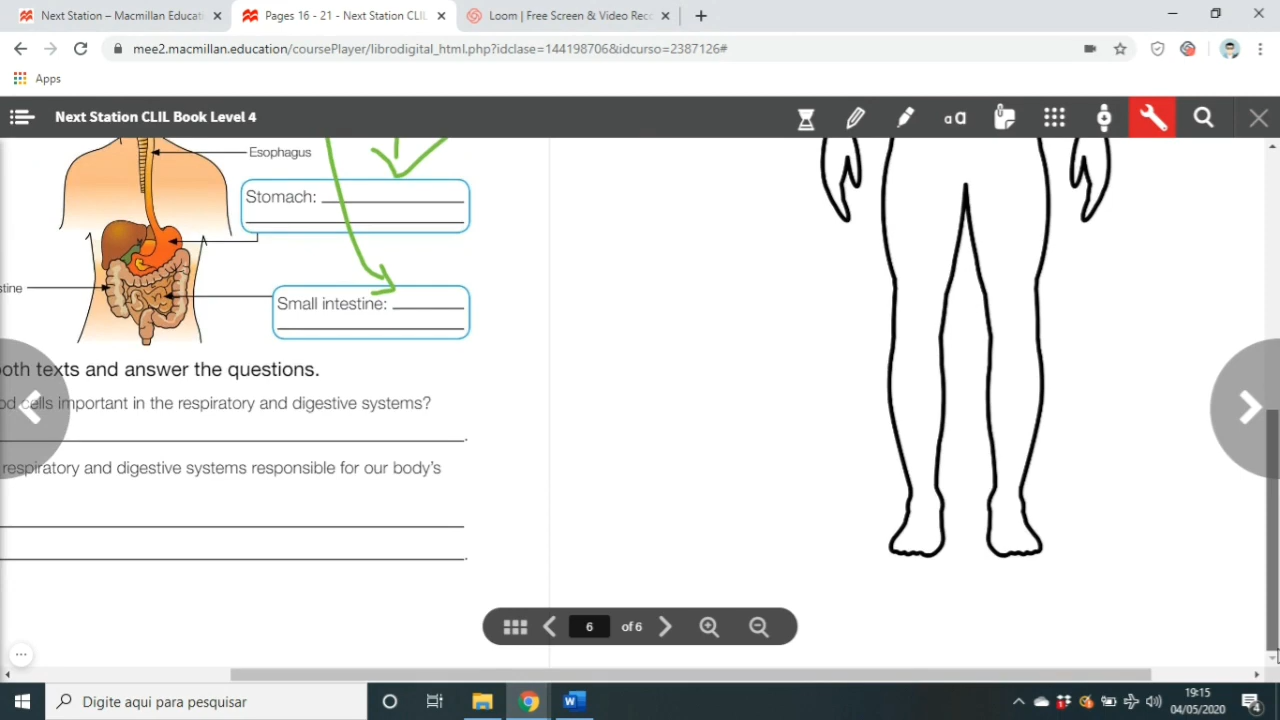 Next Station – Macmillan Educati
Pages 16 - 21 - Next Station CLIL
Loom | Free Screen & Video Rec
mee2.macmillan.education/coursePlayer/librodigital_html.php?idclase=144198706&idcurso=2387126#
Apps
Next Station CLIL Book Level 4
aa
Esophagus
Stomach:
stine
Small intestine:
oth texts and answer the questions.
od cells important in the respiratory and digestive systems?
.
respiratory and digestive systems responsible for our body's
.
6 of 6
Digite aqui para pesquisar
19:15
04/05/2020
4